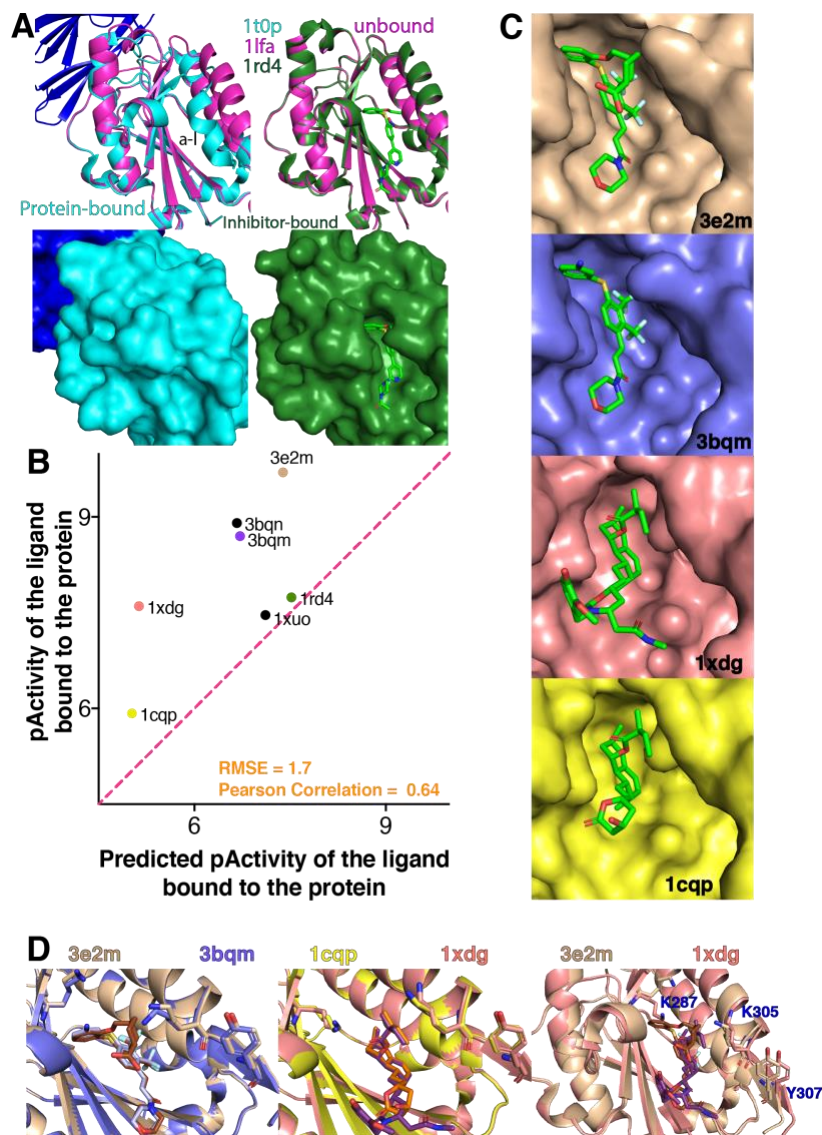 A
1t0p
1lfa
1rd4
unbound
a-I
Protein-bound
Inhibitor-bound
B
pActivity of the ligand
bound to the protein
9
6
3e2m
3bqn
3bqm
1xdg
1rd4
1xuo
1cqp
RMSE = 1.7
Pearson Correlation = 0.64
6
9
Predicted pActivity of the ligand
bound to the protein
C
3e2m
3bqm
1xdg
1cqp
D
3e2m
3bqm
1cqp
1xdg
3e2m
1xdg
K287
K305
Y307